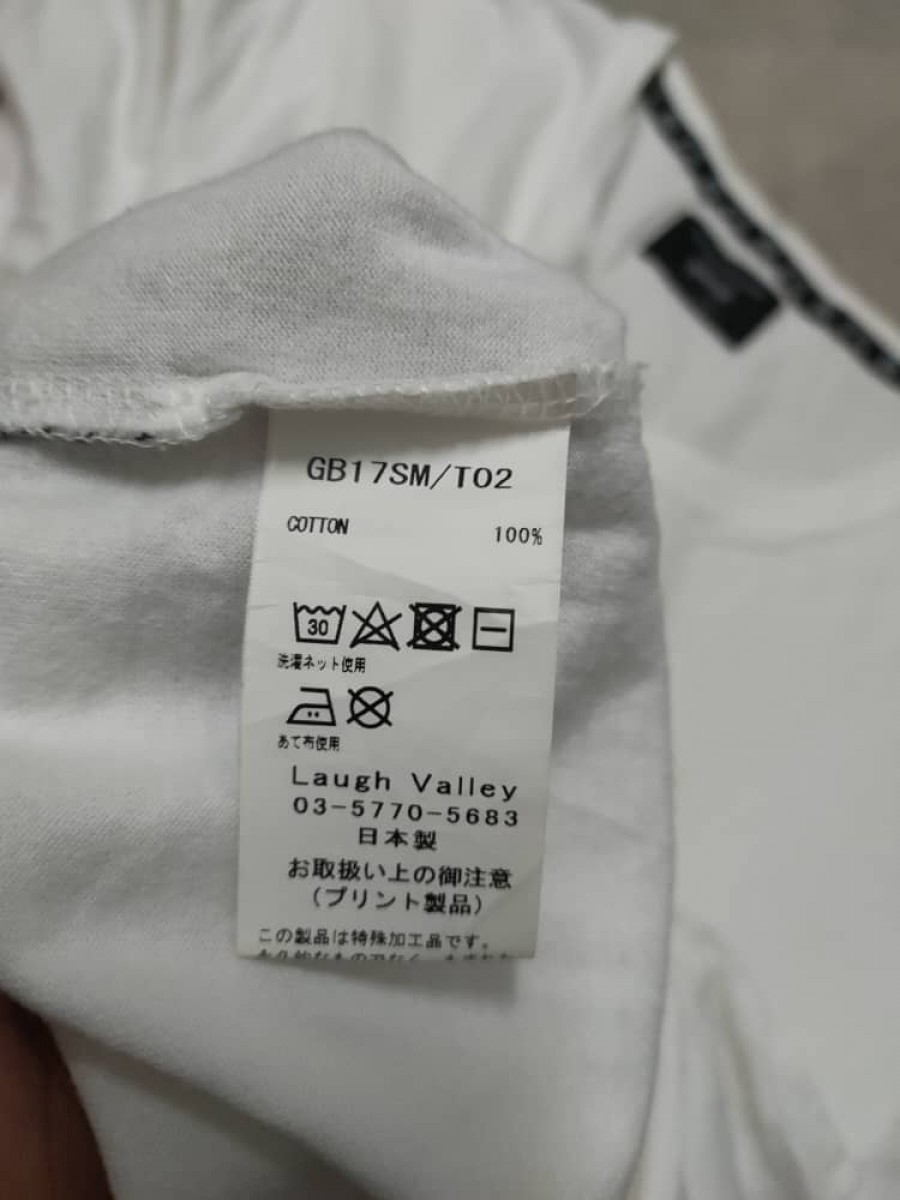 GB17SM/T02
COTTON 100%
30
洗濯ネット使用
あて布使用
Laugh Valley
03-5770-5683
日本製
お取扱い上の御注意
(プリント製品)
この製品は特殊加工品です。